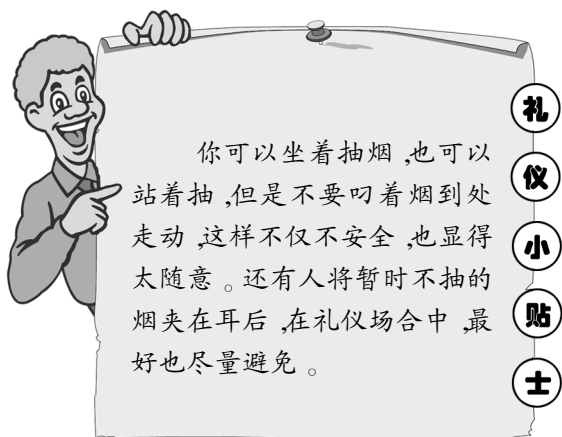 你可以坐着抽烟,也可以
站着抽,但是不要叼着烟到处
走动,这样不仅不安全,也显得
太随意。还有人将暂时不抽的
烟夹在耳后,在礼仪场合中,最
好也尽量避免。
礼
仪
小
贴
士